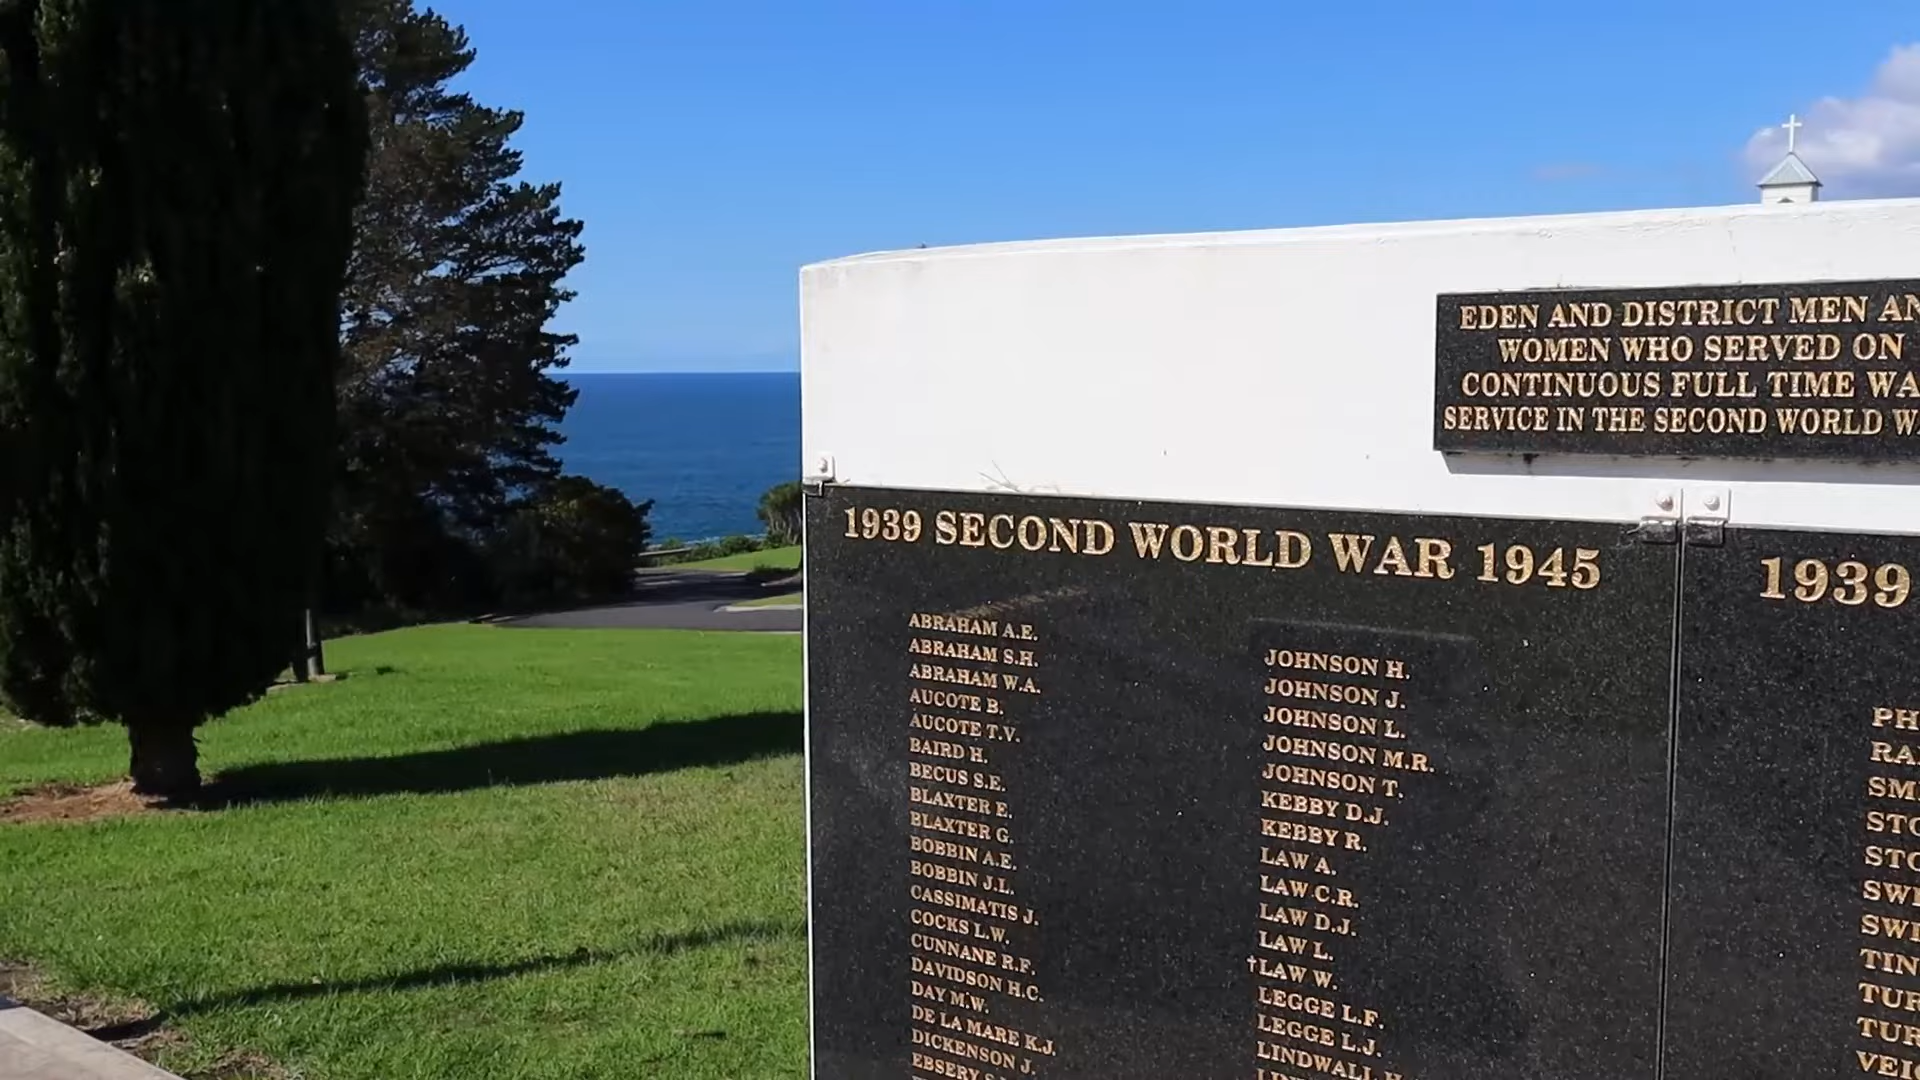 EDEN AND DISTRICT MEN
WOMEN WHO SERVED ON
CONTINUOUS FULL TIME
SERVICE IN THE SECOND WORLD
1939 SECOND WORLD WAR 1945
ABRAHAM A.E.
ABRAHAM S.H.
ABRAHAM W.A.
AUCOTE B.
AUCOTE T.V.
BAIRD H.
BECUS S.E.
BLAXTER E.
BLAXTER G.
BOBBIN A.E.
BOBBIN J.L.
CASSIMATIS J.
COCKS L.W.
CUNNANE R.F.
DAVIDSON H.C.
DAY M.W.
DE LA MARE K.J.
DICKENSON J.
EBSERY
JOHNSON H.
JOHNSON J.
JOHNSON L.
JOHNSON M.R.
JOHNSON T.
KEBBY D.J.
KEBBY R.
LAW A.
LAW C.R.
LAW D.J.
LAW L.
†LAW W.
LEGGE L.F.
LEGGE L.J.
LINDWALL
1939